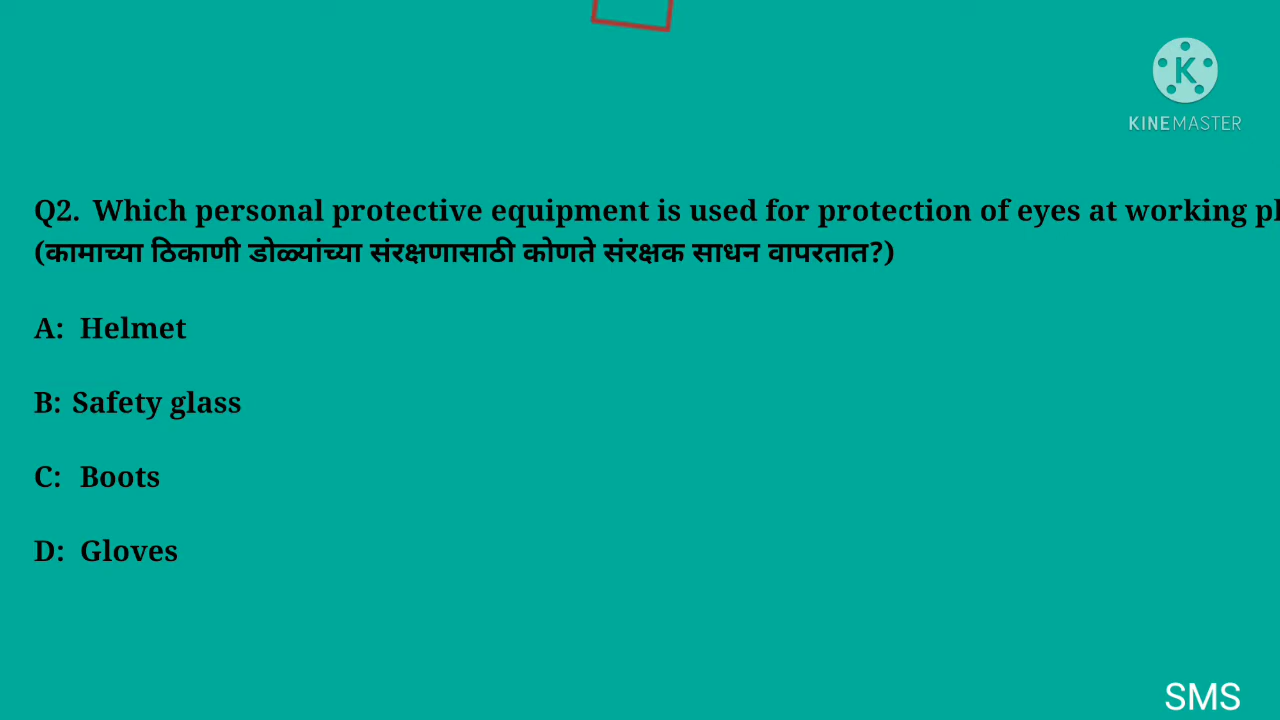 KINEMASTER
Q2. Which personal protective equipment is used for protection of eyes at working
(कामाच्या ठिकाणी डोळ्यांच्या संरक्षणासाठी कोणते संरक्षक साधन वापरतात?)
A: Helmet
B: Safety glass
C: Boots
D: Gloves
SMS